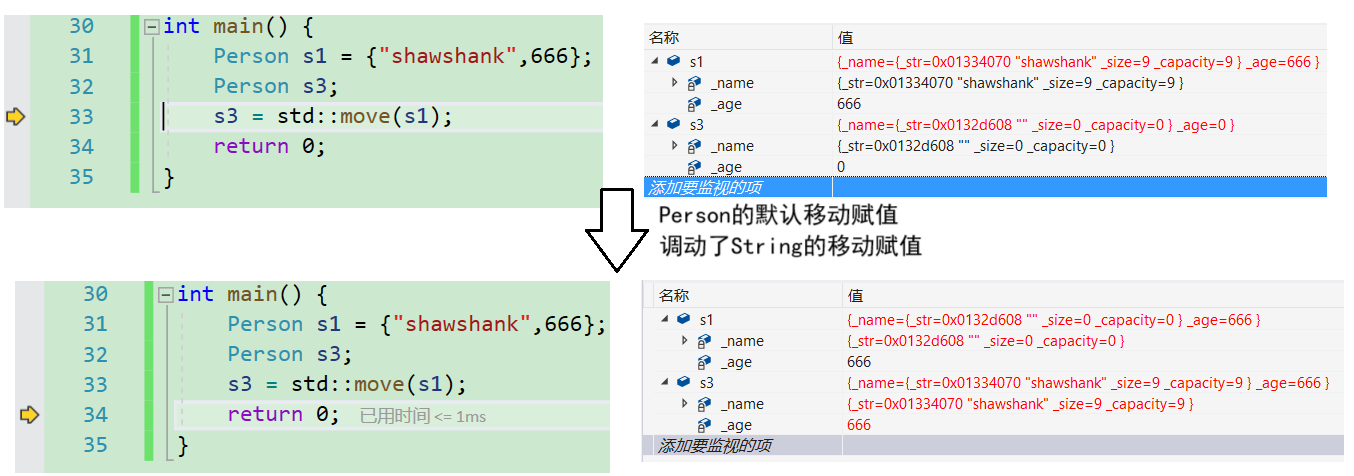 30 int main() {
31 Person s1 = {"shawshank",666};
32 Person s3;
33 s3 = std::move(s1);
34 return 0;
35 }
名称 值
s1 {_name={_str=0x01334070 "shawshank" _size=9 _capacity=9 } _age=666 }
_name {_str=0x01334070 "shawshank" _size=9 _capacity=9 }
_age 666
s3 {_name={_str=0x0132d608 "" _size=0 _capacity=0 } _age=0 }
_name {_str=0x0132d608 "" _size=0 _capacity=0 }
_age 0
添加要监视的项
Person的默认移动赋值
调动了String的移动赋值
30 int main() {
31 Person s1 = {"shawshank",666};
32 Person s3;
33 s3 = std::move(s1);
34 return 0; 已用时间 <= 1ms
35 }
名称 值
s1 {_name={_str=0x0132d608 "" _size=0 _capacity=0 } _age=666 }
_name {_str=0x0132d608 "" _size=0 _capacity=0 }
_age 666
s3 {_name={_str=0x01334070 "shawshank" _size=9 _capacity=9 } _age=666 }
_name {_str=0x01334070 "shawshank" _size=9 _capacity=9 }
_age 666
添加要监视的项